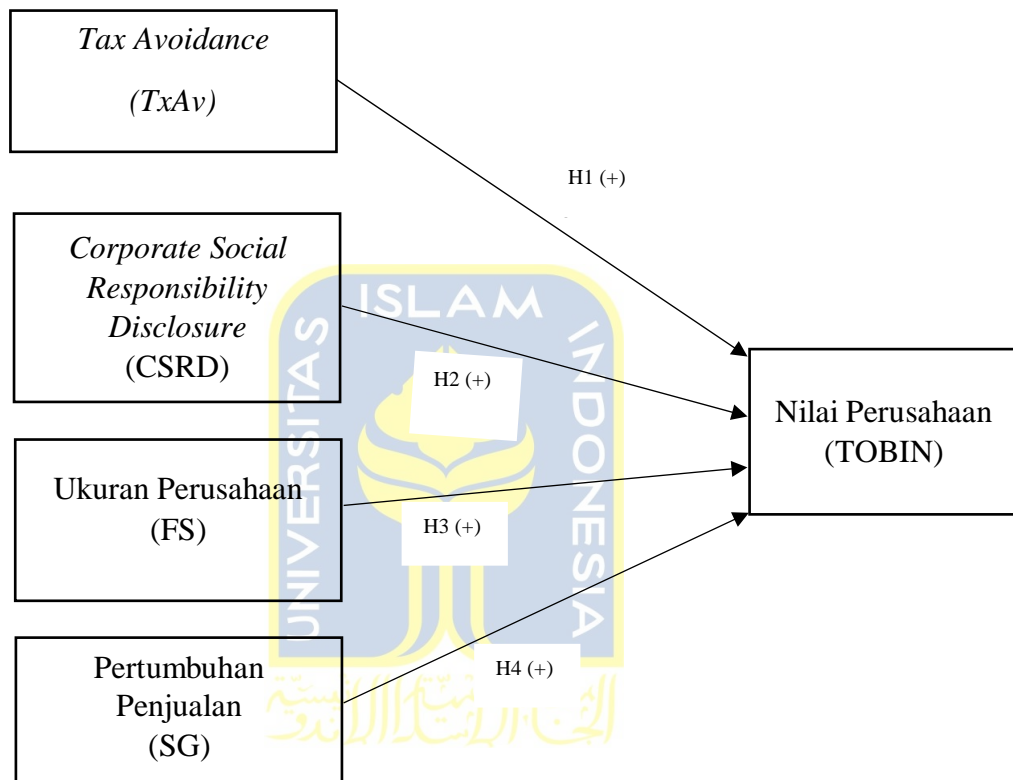 Tax Avoidance
(TxAv)
H1 (+)
Corporate Social
Responsibility
Disclosure
(CSRD)
H2 (+)
Nilai Perusahaan
(TOBIN)
Ukuran Perusahaan
(FS)
H3 (+)
Pertumbuhan
Penjualan
(SG)
H4 (+)
UNIVERSITAS
ISLAM
INDONESIA